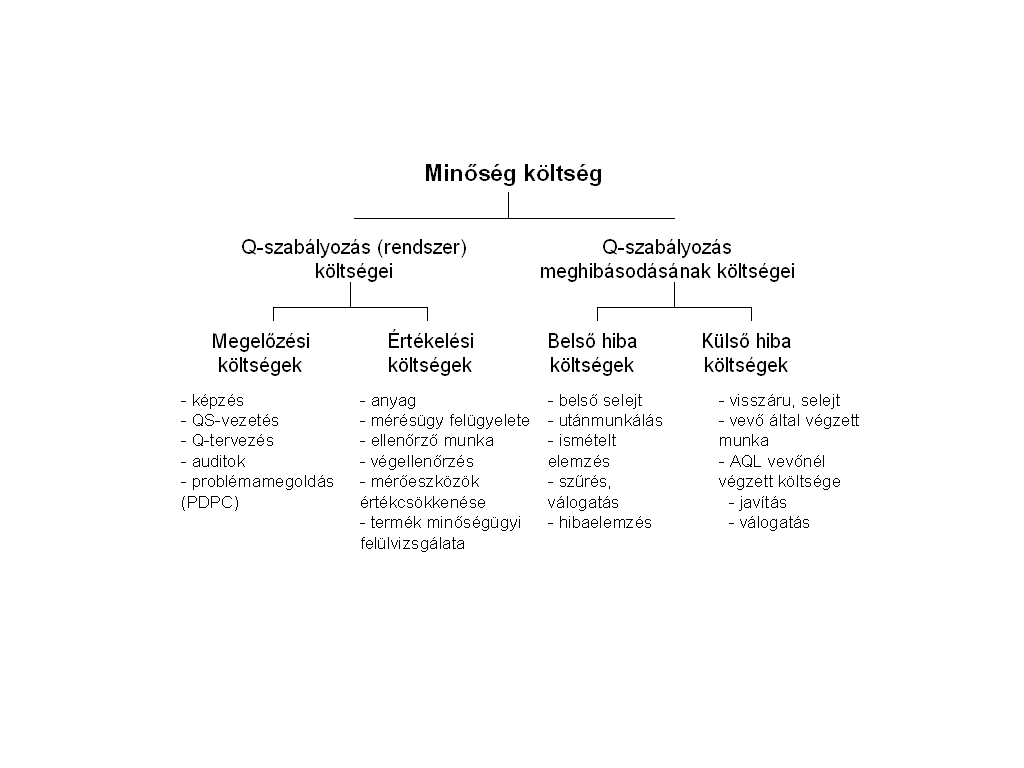 Minőség költség
Q-szabályozás (rendszer)
költségei
Q-szabályozás
meghibásodásának költségei
Megelőzési
költségek
Értékelési
költségek
Belső hiba
költségek
Külső hiba
költségek
- képzés
- QS-vezetés
- Q-tervezés
- auditok
- problémamegoldás
(PDPC)
- anyag
- mérésügy felügyelete
- ellenőrző munka
- végellenőrzés
- mérőeszközök
értékcsökkenése
- termék minőségügyi
felülvizsgálata
- belső selejt
- utánmunkálás
- ismételt
elemzés
- szűrés,
válogatás
- hibaelemzés
- visszáru, selejt
- vevő által végzett
munka
- AQL vevőnél
végzett költsége
- javítás
- válogatás